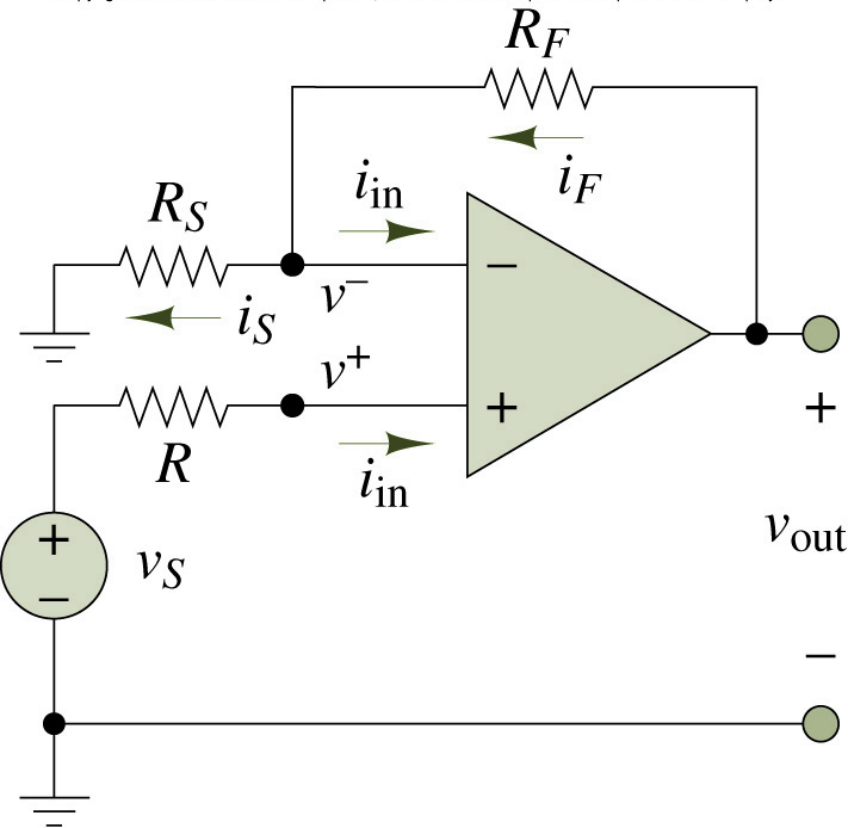 R_F
i_F
i_in
R_S
−
v^−
i_S
v^+
+
+
i_in
R
v_out
+
v_S
−
−